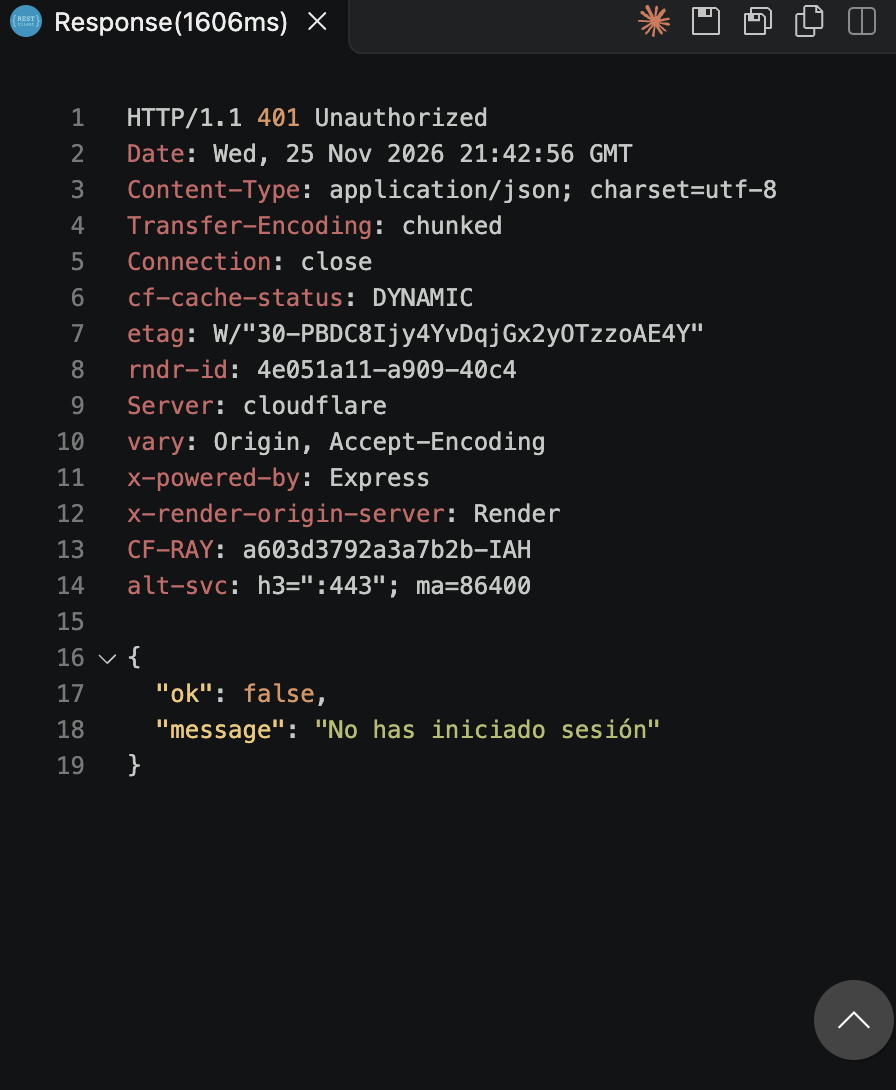 REST Client
Response(1606ms)
1 HTTP/1.1 401 Unauthorized
2 Date: Wed, 25 Nov 2026 21:42:56 GMT
3 Content-Type: application/json; charset=utf-8
4 Transfer-Encoding: chunked
5 Connection: close
6 cf-cache-status: DYNAMIC
7 etag: W/"30-PBDC8Ijy4YvDqjGx2yOTzzoAE4Y"
8 rndr-id: 4e051a11-a909-40c4
9 Server: cloudflare
10 vary: Origin, Accept-Encoding
11 x-powered-by: Express
12 x-render-origin-server: Render
13 CF-RAY: a603d3792a3a7b2b-IAH
14 alt-svc: h3=":443"; ma=86400
15
16 {
17 "ok": false,
18 "message": "No has iniciado sesión"
19 }